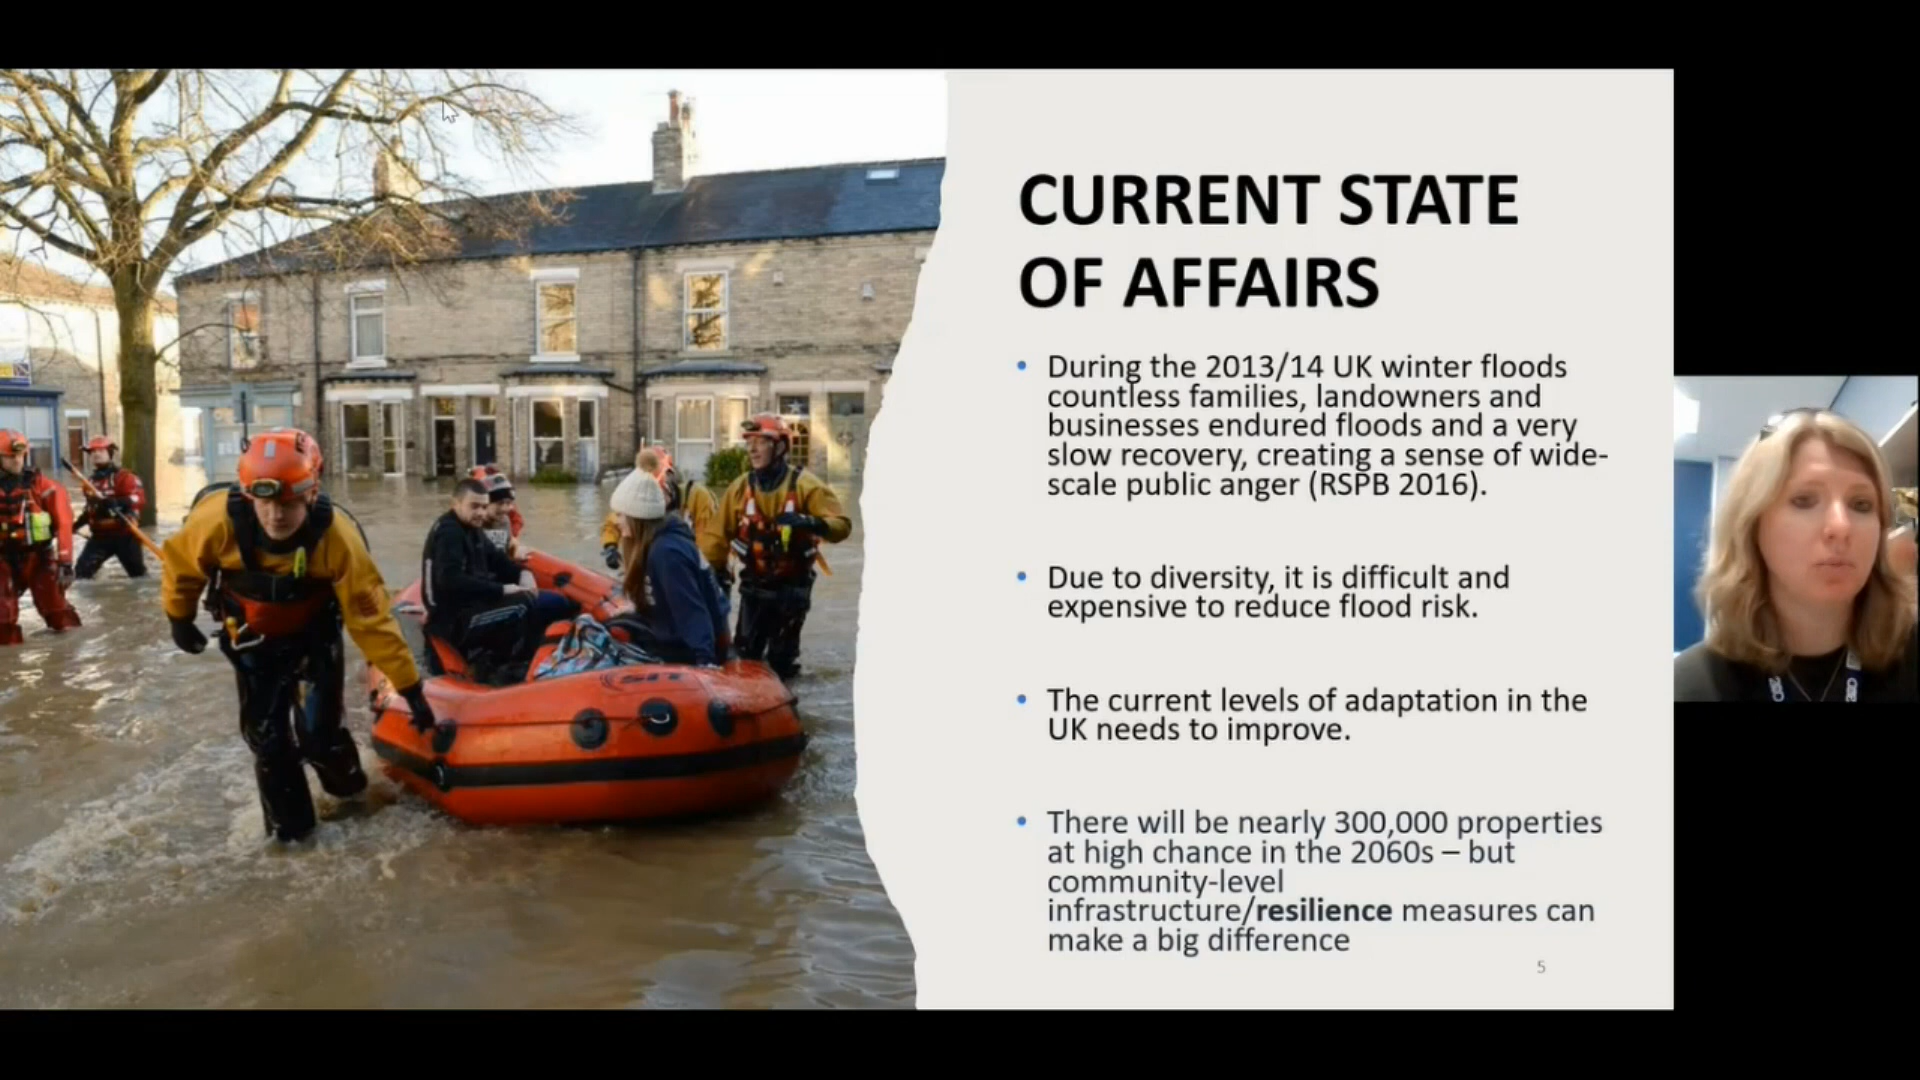 CURRENT STATE
OF AFFAIRS
• During the 2013/14 UK winter floods
countless families, landowners and
businesses endured floods and a very
slow recovery, creating a sense of wide-
scale public anger (RSPB 2016).
• Due to diversity, it is difficult and
expensive to reduce flood risk.
• The current levels of adaptation in the
UK needs to improve.
• There will be nearly 300,000 properties
at high chance in the 2060s – but
community-level
infrastructure/resilience measures can
make a big difference
5